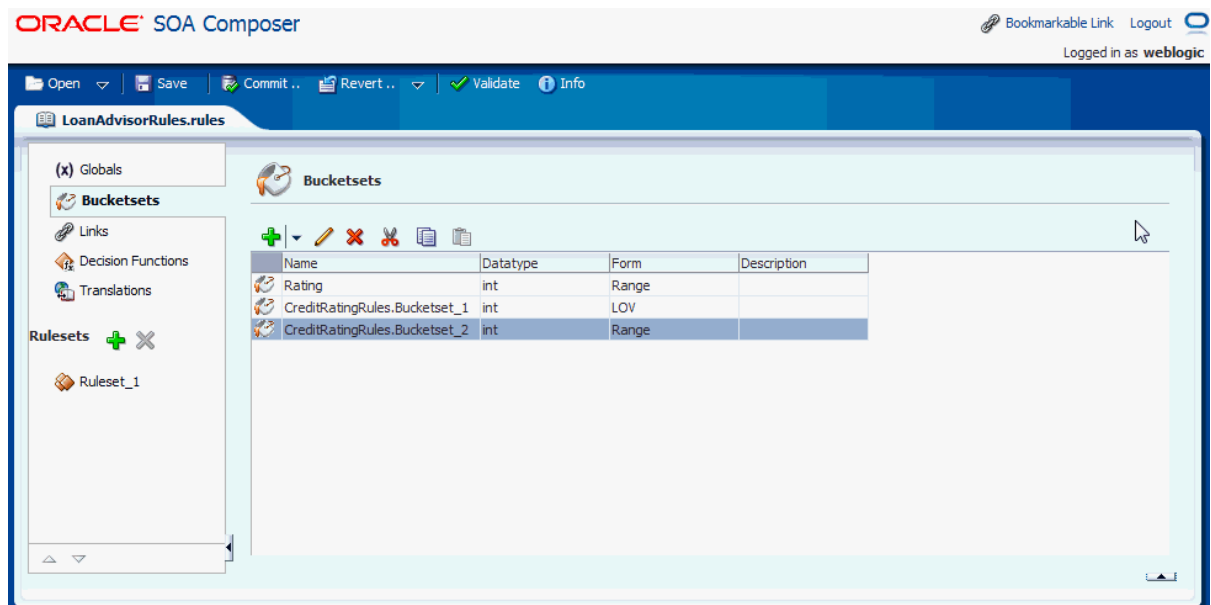 ORACLE SOA Composer
Bookmarkable Link Logout
Logged in as weblogic
Open Save Commit .. Revert .. Validate Info
LoanAdvisorRules.rules
(x) Globals
Bucketsets
Links
Decision Functions
Translations
Rulesets
Ruleset_1
Bucketsets
Name Datatype Form Description
Rating int Range
CreditRatingRules.Bucketset_1 int LOV
CreditRatingRules.Bucketset_2 int Range